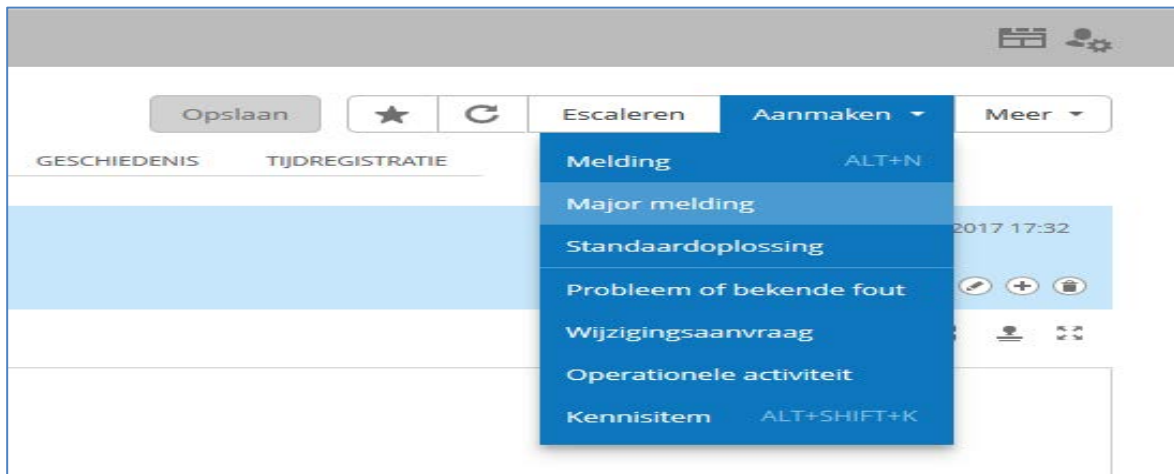 Opslaan Escaleren Aanmaken Meer
GESCHIEDENIS TIJDREGISTRATIE
Melding ALT+N
Major melding
2017 17:32
Standaardoplossing
Probleem of bekende fout
Wijzigingsaanvraag
Operationele activiteit
Kennisitem ALT+SHIFT+K